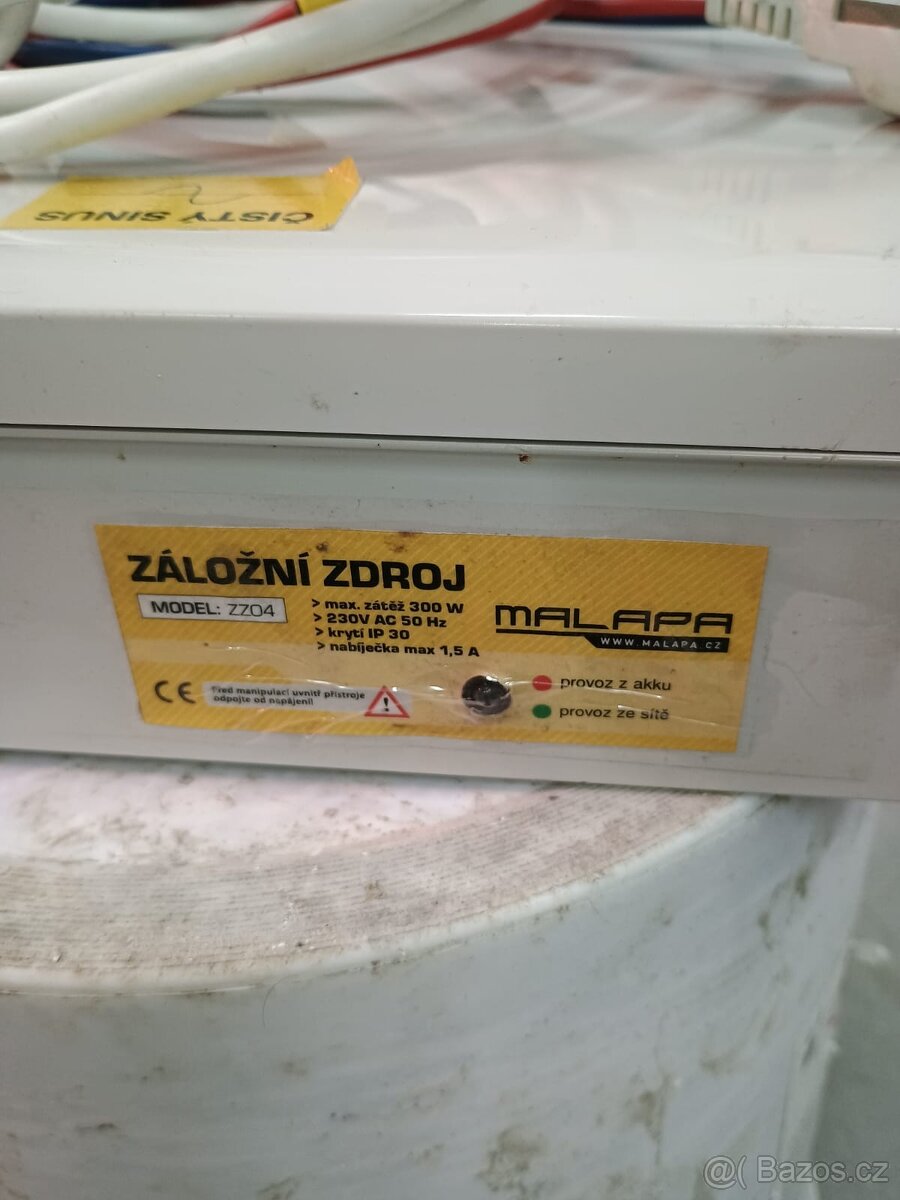 ČISTÝ SINUS
ZÁLOŽNÍ ZDROJ
MODEL: ZZ04
> max. zátěž 300 W
> 230V AC 50 Hz
> krytí IP 30
> nabíječka max 1,5 A
MALAPA
WWW.MALAPA.CZ
CE
Před manipulací uvnitř přístroje
odpojte od napájení!
!
provoz z akku
provoz ze sítě
@( Bazos.cz